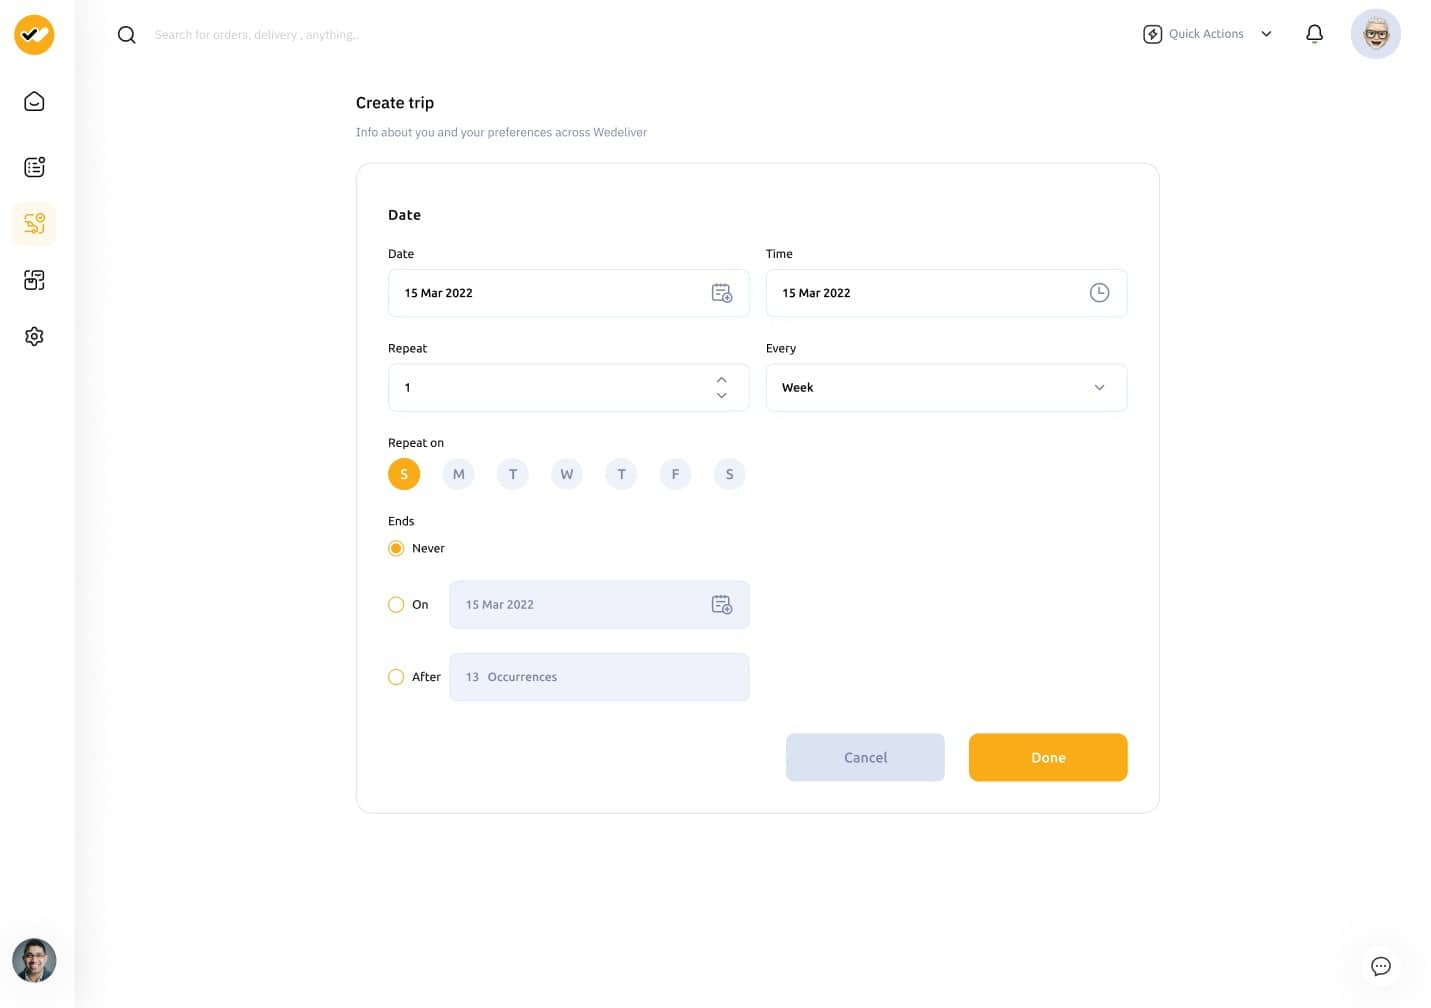 Search for orders, delivery , anything..
Quick Actions
Create trip
Info about you and your preferences across Wedeliver
Date
Date
Time
15 Mar 2022
15 Mar 2022
Repeat
Every
1
Week
Repeat on
S M T W T F S
Ends
Never
On
15 Mar 2022
After
13 Occurrences
Cancel
Done